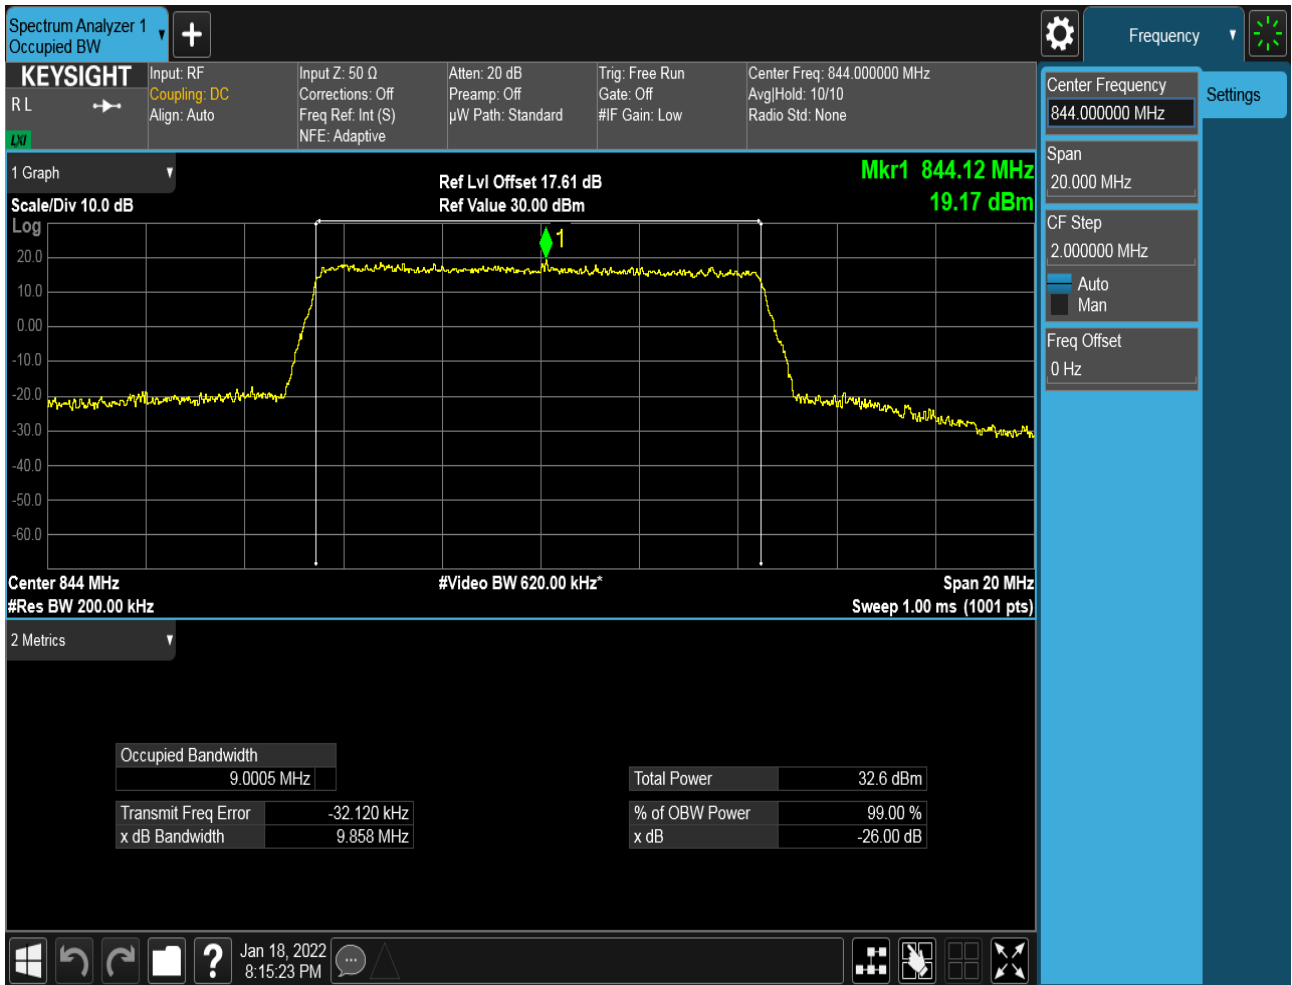 Spectrum Analyzer 1
Occupied BW
Frequency
KEYSIGHT
R L
LXI
Input: RF
Coupling: DC
Align: Auto
Input Z: 50 Ω
Corrections: Off
Freq Ref: Int (S)
NFE: Adaptive
Atten: 20 dB
Preamp: Off
µW Path: Standard
Trig: Free Run
Gate: Off
#IF Gain: Low
Center Freq: 844.000000 MHz
Avg|Hold: 10/10
Radio Std: None
Center Frequency
844.000000 MHz
Settings
Span
20.000 MHz
CF Step
2.000000 MHz
Auto
Man
Freq Offset
0 Hz
1 Graph
Scale/Div 10.0 dB
Ref Lvl Offset 17.61 dB
Ref Value 30.00 dBm
Mkr1 844.12 MHz
19.17 dBm
Log
1
20.0
10.0
0.00
-10.0
-20.0
-30.0
-40.0
-50.0
-60.0
Center 844 MHz
#Video BW 620.00 kHz*
Span 20 MHz
#Res BW 200.00 kHz
Sweep 1.00 ms (1001 pts)
2 Metrics
Occupied Bandwidth
9.0005 MHz
Total Power 32.6 dBm
Transmit Freq Error -32.120 kHz
% of OBW Power 99.00 %
x dB Bandwidth 9.858 MHz
x dB -26.00 dB
?
Jan 18, 2022
8:15:23 PM